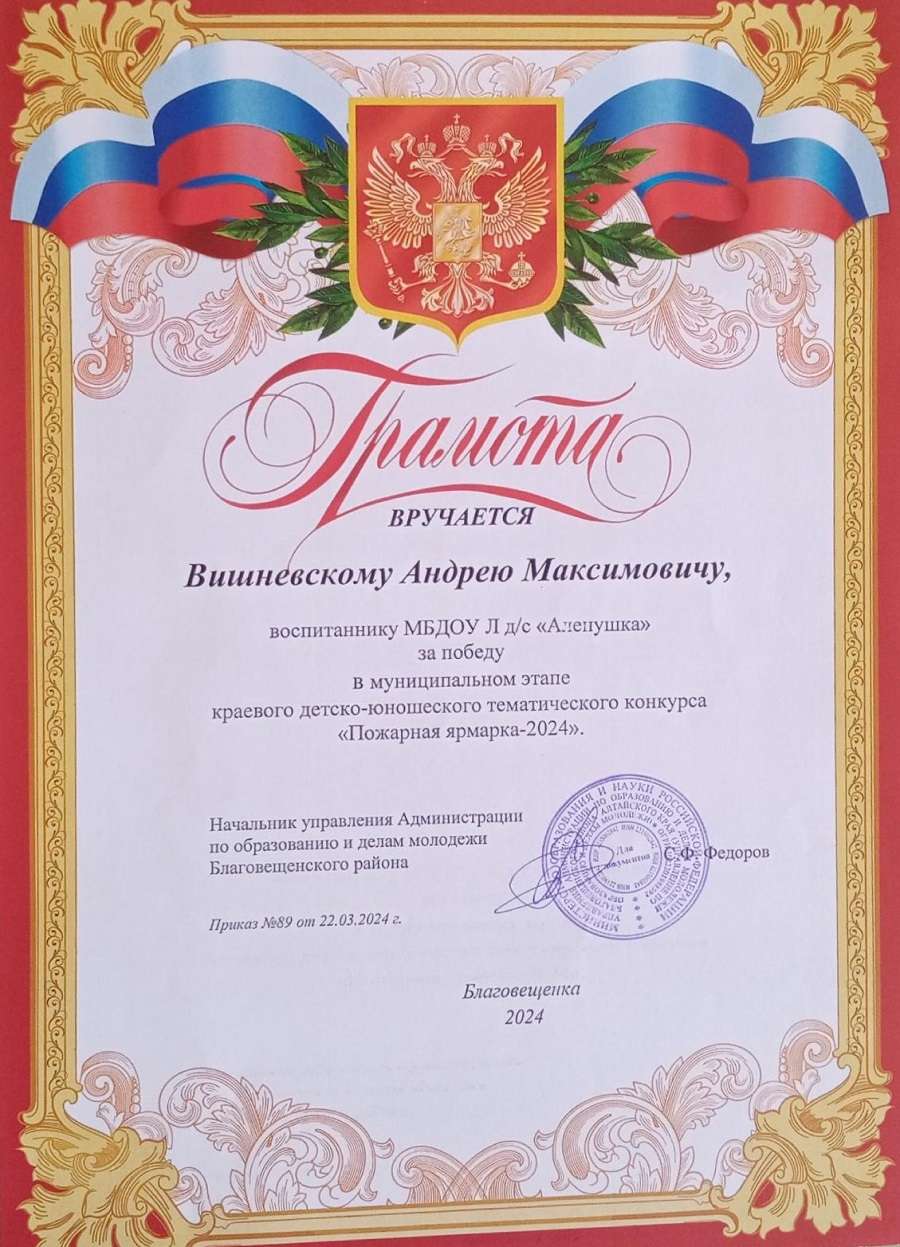 Грамота
ВРУЧАЕТСЯ
Вишневскому Андрею Максимовичу,
воспитаннику МБДОУ Л д/с «Аленушка»
за победу
в муниципальном этапе
краевого детско-юношеского тематического конкурса
«Пожарная ярмарка-2024».
Начальник управления Администрации
по образованию и делам молодежи
Благовещенского района
С.Ф. Федоров
Для
документов
Приказ №89 от 22.03.2024 г.
Благовещенка
2024